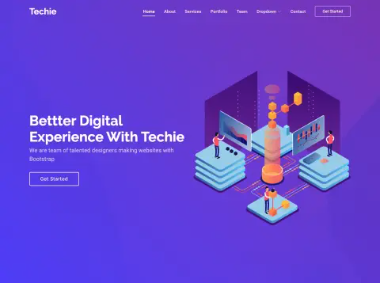 Techie
Home About Services Portfolio Team Dropdown Contact Get Started
Bettter Digital
Experience With Techie
We are team of talented designers making websites with
Bootstrap
Get Started